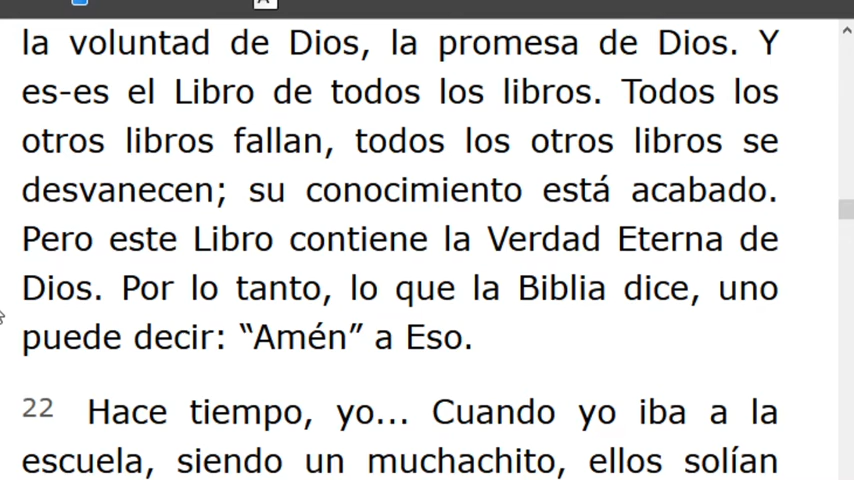 la voluntad de Dios, la promesa de Dios. Y
es-es el Libro de todos los libros. Todos los
otros libros fallan, todos los otros libros se
desvanecen; su conocimiento está acabado.
Pero este Libro contiene la Verdad Eterna de
Dios. Por lo tanto, lo que la Biblia dice, uno
puede decir: “Amén” a Eso.
22 Hace tiempo, yo... Cuando yo iba a la
escuela, siendo un muchachito, ellos solían